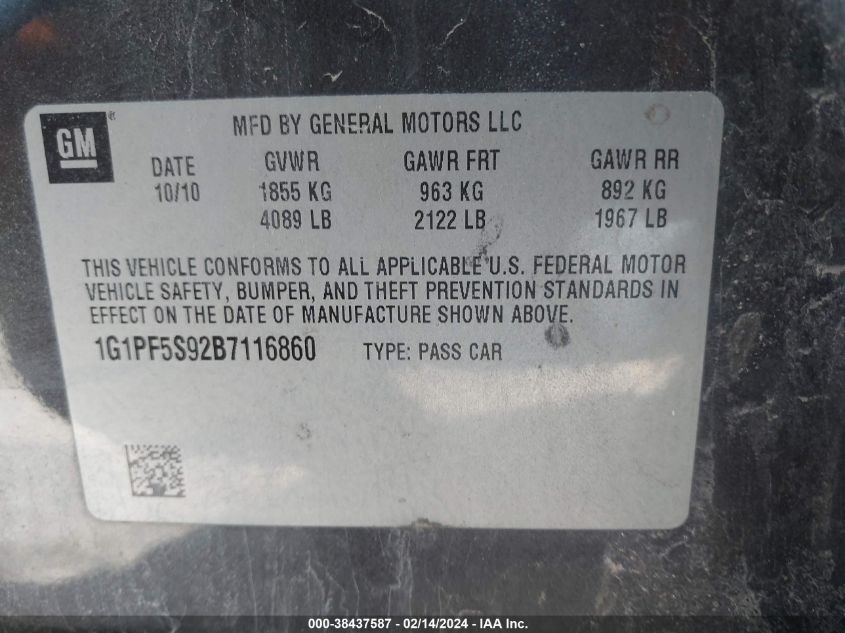 GM®
MFD BY GENERAL MOTORS LLC
DATE GVWR GAWR FRT GAWR RR
10/10 1855 KG 963 KG 892 KG
4089 LB 2122 LB 1967 LB
THIS VEHICLE CONFORMS TO ALL APPLICABLE U.S. FEDERAL MOTOR
VEHICLE SAFETY, BUMPER, AND THEFT PREVENTION STANDARDS IN
EFFECT ON THE DATE OF MANUFACTURE SHOWN ABOVE.
1G1PF5S92B7116860 TYPE: PASS CAR
000-38437587 - 02/14/2024 - IAA Inc.